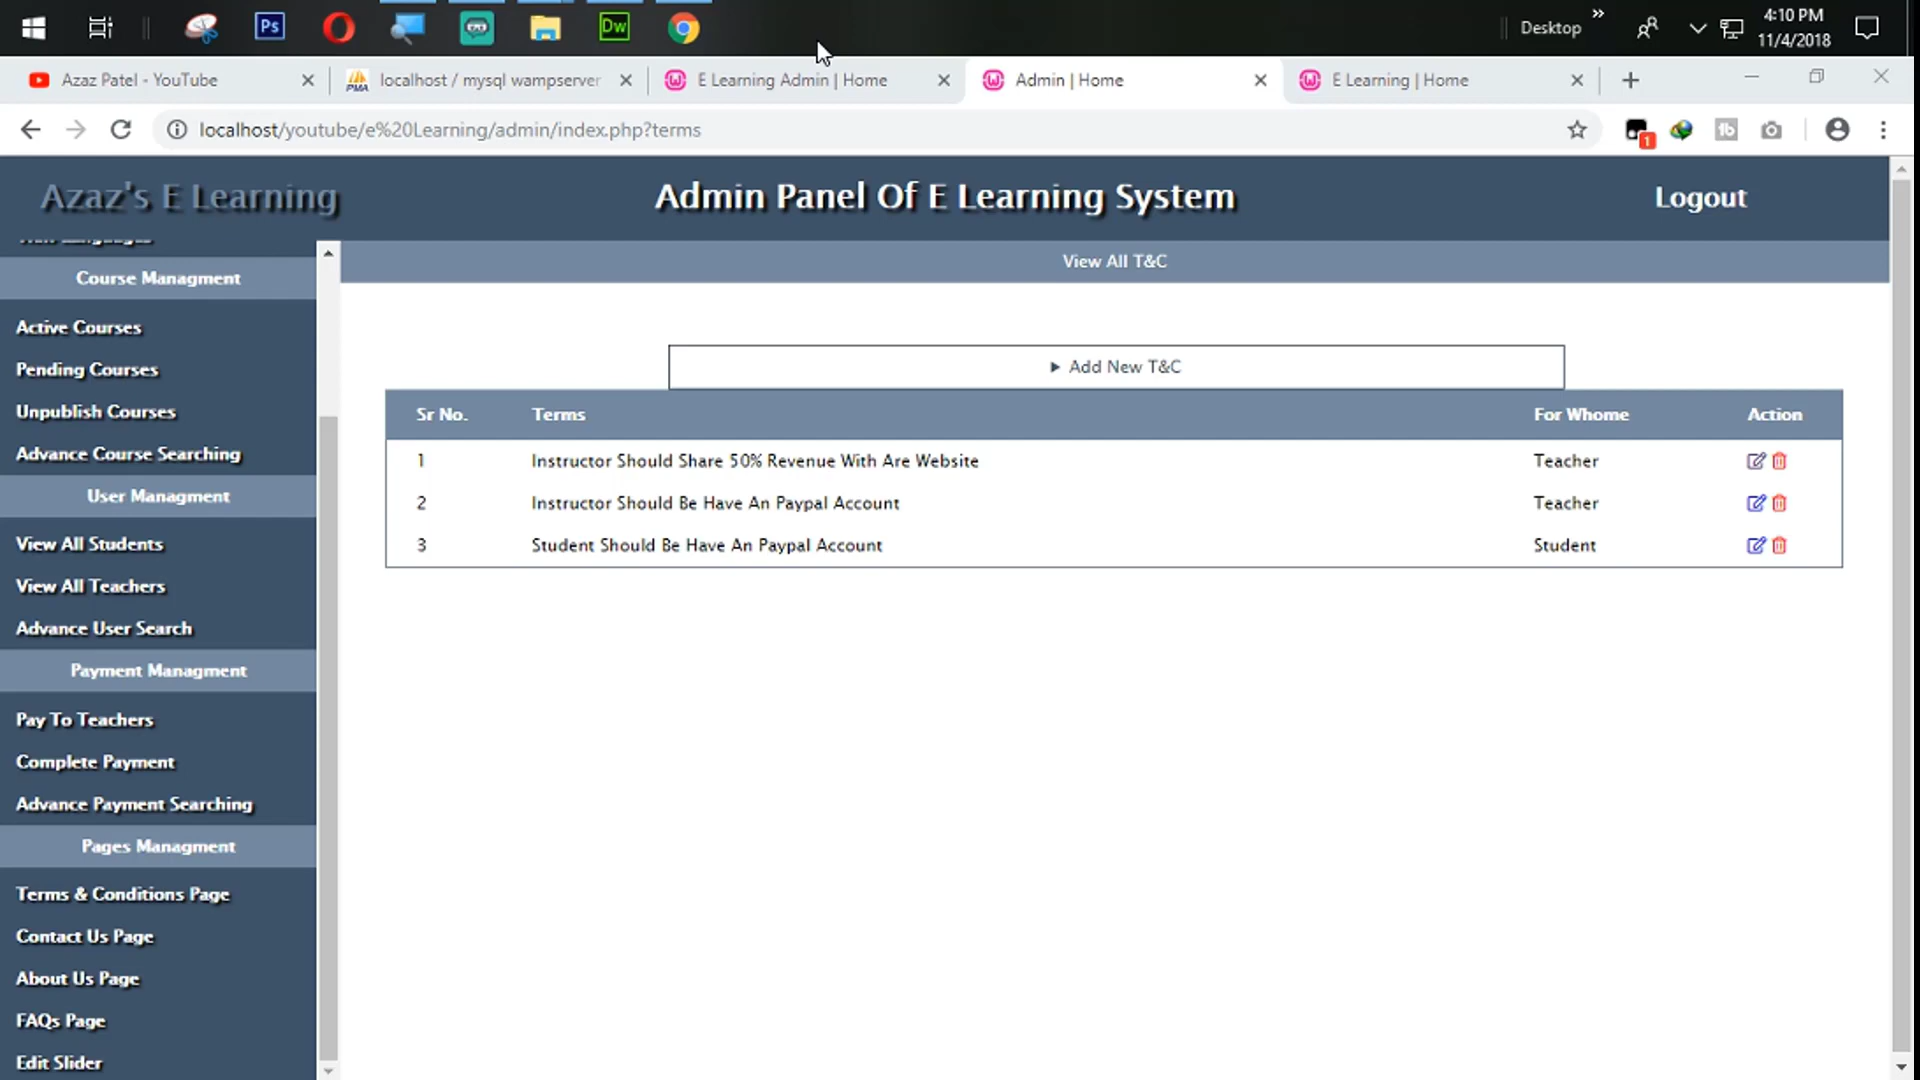 Ps
Dw
Desktop
»
4:10 PM
11/4/2018
Azaz Patel - YouTube
PMA
localhost / mysql wampserver
E Learning Admin | Home
Admin | Home
E Learning | Home
localhost/youtube/e%20Learning/admin/index.php?terms
1
Azaz's E Learning
Admin Panel Of E Learning System
Logout
Course Managment
Active Courses
Pending Courses
Unpublish Courses
Advance Course Searching
User Managment
View All Students
View All Teachers
Advance User Search
Payment Managment
Pay To Teachers
Complete Payment
Advance Payment Searching
Pages Managment
Terms & Conditions Page
Contact Us Page
About Us Page
FAQs Page
Edit Slider
View All T&C
Add New T&C
Sr No. Terms For Whome Action
1 Instructor Should Share 50% Revenue With Are Website Teacher
2 Instructor Should Be Have An Paypal Account Teacher
3 Student Should Be Have An Paypal Account Student